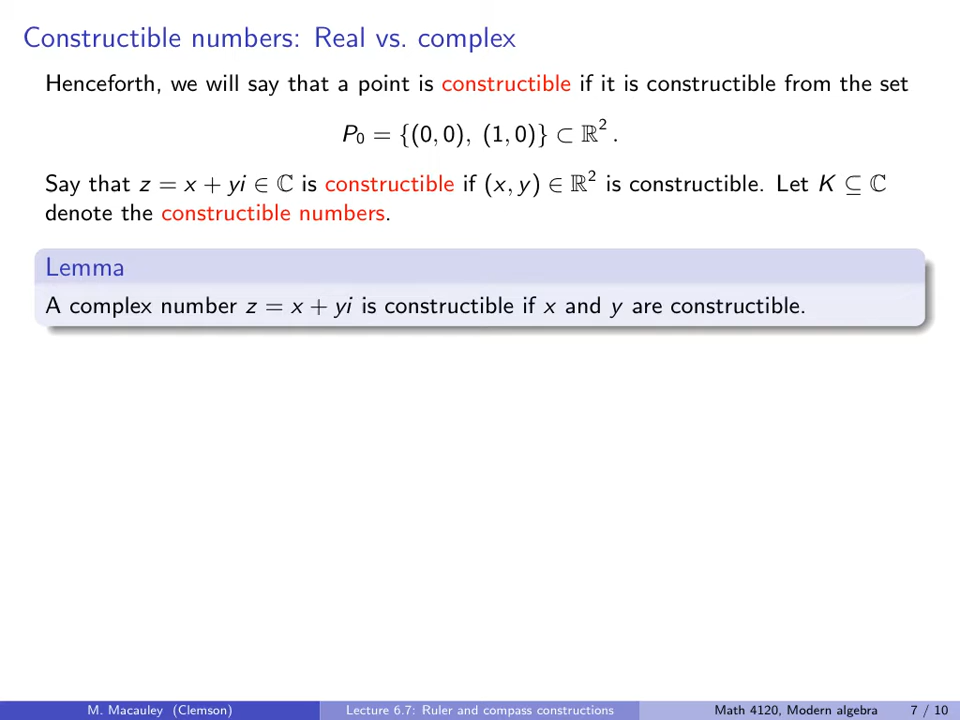 Constructible numbers: Real vs. complex
Henceforth, we will say that a point is constructible if it is constructible from the set
P₀ = {(0, 0), (1, 0)} ⊂ ℝ² .
Say that z = x + yi ∈ ℂ is constructible if (x, y) ∈ ℝ² is constructible. Let K ⊆ ℂ
denote the constructible numbers.
Lemma
A complex number z = x + yi is constructible if x and y are constructible.
M. Macauley (Clemson) Lecture 6.7: Ruler and compass constructions Math 4120, Modern algebra 7 / 10